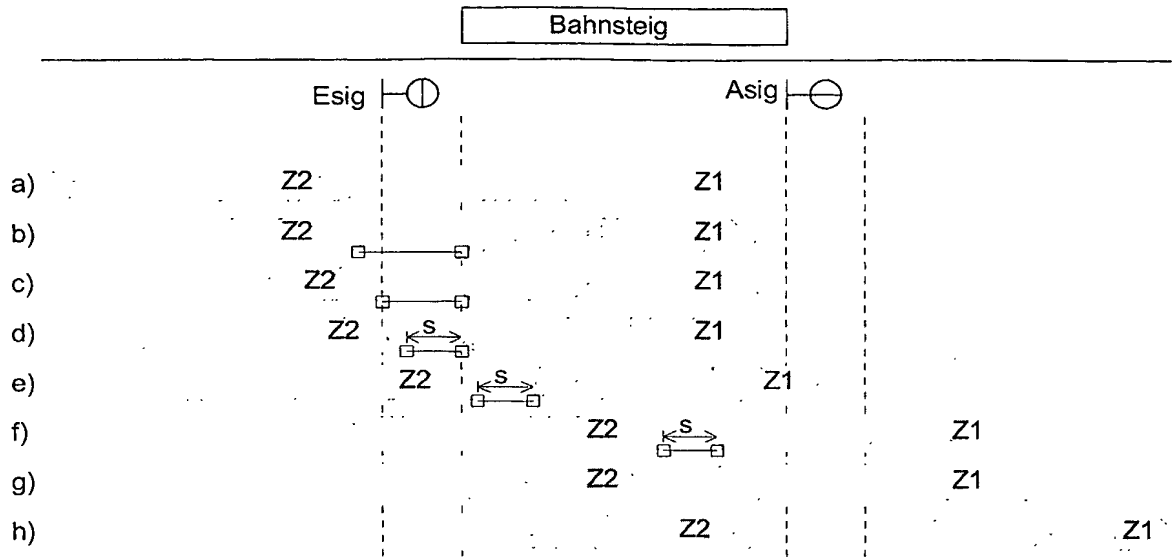 Bahnsteig
Esig Asig
a) Z2 Z1
b) Z2 Z1
c) Z2 Z1
d) Z2 s Z1
e) Z2 s Z1
f) Z2 s Z1
g) Z2 Z1
h) Z2 Z1